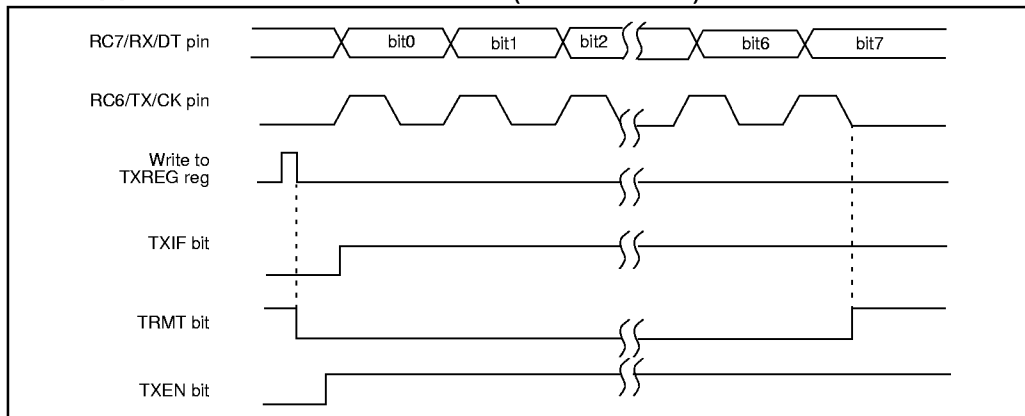 RC7/RX/DT pin
bit0
bit1
bit2
bit6
bit7
RC6/TX/CK pin
Write to
TXREG reg
TXIF bit
TRMT bit
TXEN bit